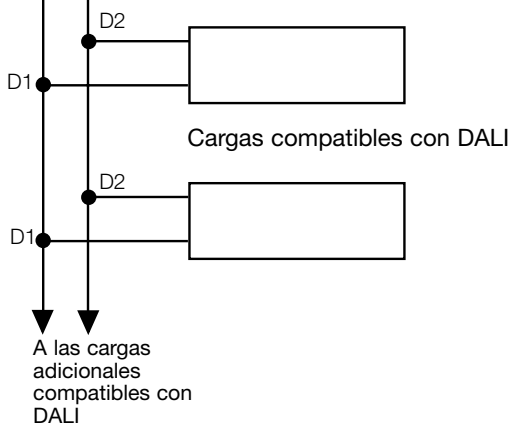 D2
D1
Cargas compatibles con DALI
D2
D1
A las cargas
adicionales
compatibles con
DALI